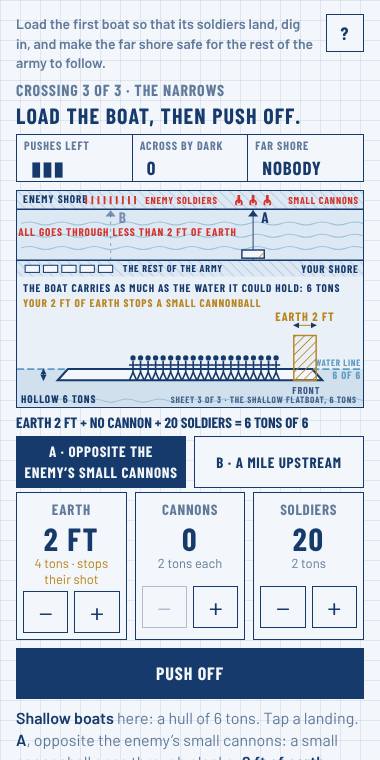 Load the first boat so that its soldiers land, dig
in, and make the far shore safe for the rest of the
army to follow.
?
CROSSING 3 OF 3 · THE NARROWS
LOAD THE BOAT, THEN PUSH OFF.
PUSHES LEFT
ACROSS BY DARK
0
FAR SHORE
NOBODY
ENEMY SHORE
ENEMY SOLDIERS
SMALL CANNONS
B
A
ALL GOES THROUGH LESS THAN 2 FT OF EARTH
THE REST OF THE ARMY
YOUR SHORE
THE BOAT CARRIES AS MUCH AS THE WATER IT COULD HOLD: 6 TONS
YOUR 2 FT OF EARTH STOPS A SMALL CANNONBALL
EARTH 2 FT
WATER LINE
6 OF 6
FRONT
HOLLOW 6 TONS
SHEET 3 OF 3 · THE SHALLOW FLATBOAT, 6 TONS
EARTH 2 FT + NO CANNON + 20 SOLDIERS = 6 TONS OF 6
A · OPPOSITE THE
ENEMY'S SMALL CANNONS
B · A MILE UPSTREAM
EARTH
2 FT
4 tons · stops
their shot
− +
CANNONS
0
2 tons each
− +
SOLDIERS
20
2 tons
− +
PUSH OFF
Shallow boats here: a hull of 6 tons. Tap a landing.
A, opposite the enemy's small cannons: a small